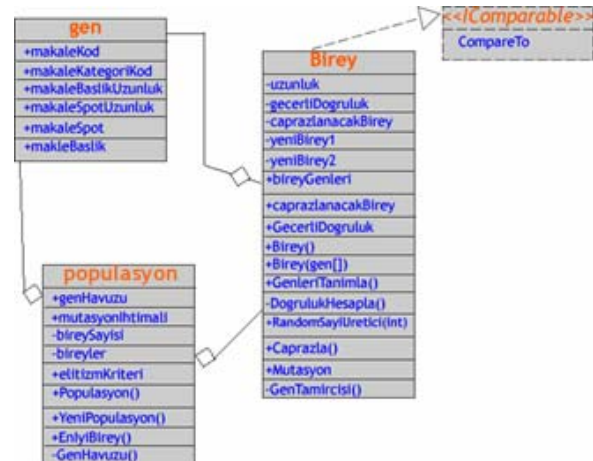 gen
+makaleKod
+makaleKategoriKod
+makaleBaslikUzunluk
+makaleSpotUzunluk
+makaleSpot
+makleBaslik
<<IComparable>>
CompareTo
Birey
-uzunluk
-gecerliDogruluk
-caprazlanacakBirey
-yeniBirey1
-yeniBirey2
+bireyGenleri
+caprazlanacakBirey
+GecerliDogruluk
+Birey()
+Birey(gen[])
+GenleriTanimla()
-DogrulukHesapla()
+RandomSayiUretici(int)
+Caprazla()
+Mutasyon
-GenTamircisi()
populasyon
+genHavuzu
+mutasyonIhtimali
-bireySayisi
-bireyler
+elitizmKriteri
+Populasyon()
+YeniPopulasyon()
+EnIyiBirey()
-GenHavuzu()